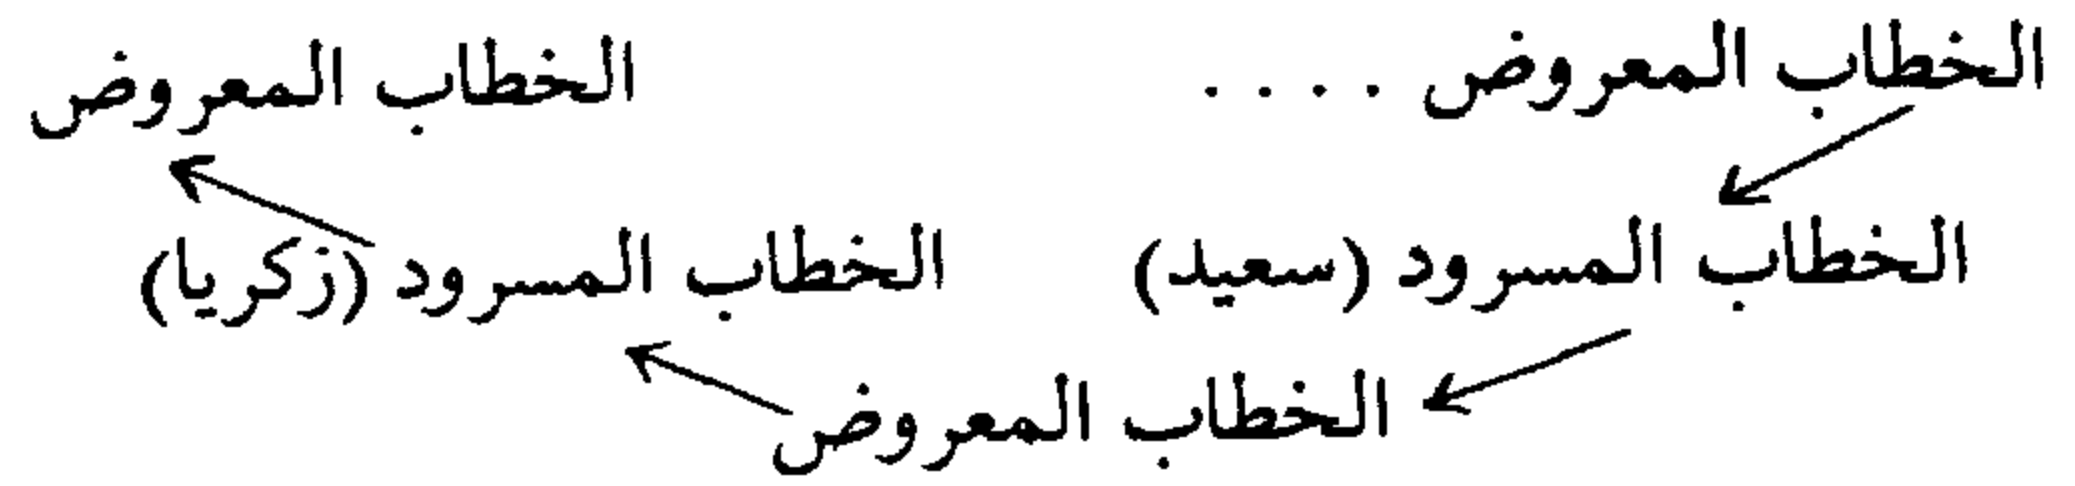 الخطاب المعروض . . . . الخطاب المعروض
الخطاب المسرود (سعيد) الخطاب المسرود (زكريا)
الخطاب المعروض